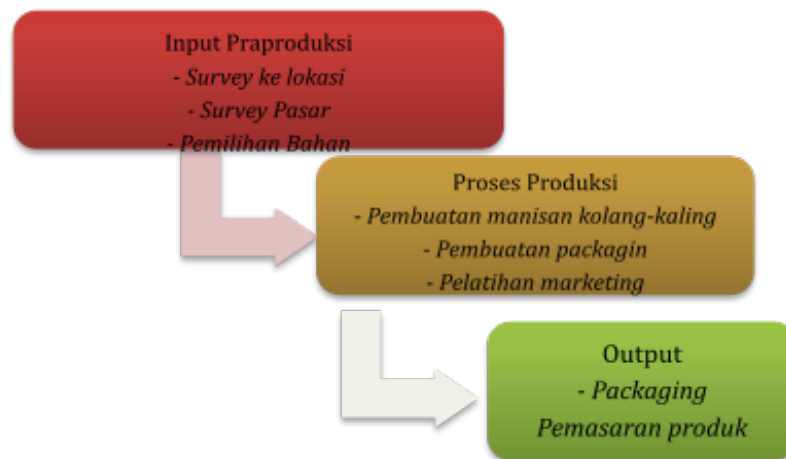 Input Praproduksi
- Survey ke lokasi
- Survey Pasar
- Pemilihan Bahan
Proses Produksi
- Pembuatan manisan kolang-kaling
- Pembuatan packagin
- Pelatihan marketing
Output
- Packaging
Pemasaran produk